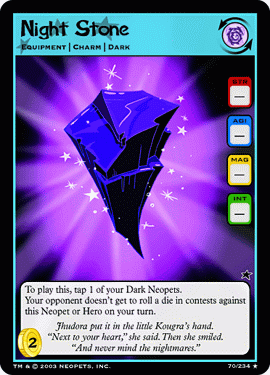 Night Stone
Equipment | Charm | Dark
STR
—
AGI
—
MAG
—
INT
—
To play this, tap 1 of your Dark Neopets.
Your opponent doesn't get to roll a die in contests against
this Neopet or Hero on your turn.
Jhudora put it in the little Kougra's hand.
"Next to your heart," she said. Then she smiled.
"And never mind the nightmares."
2
TM & © 2003 NEOPETS, INC.
70/234 ★